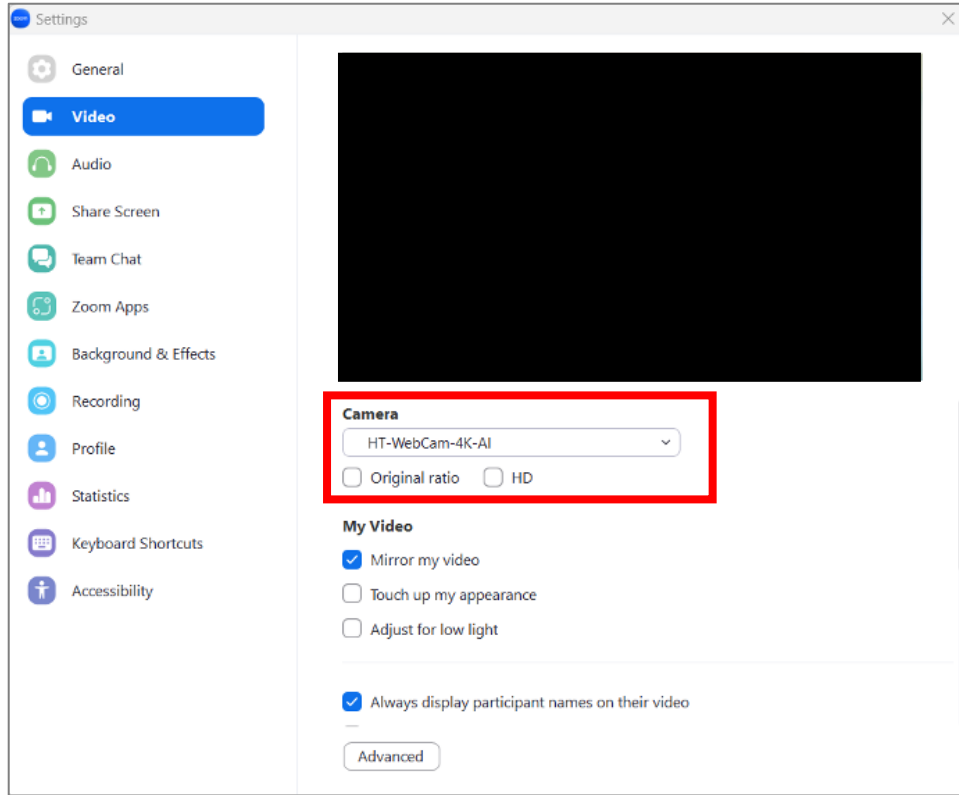 zoom Settings
General
Video
Audio
Share Screen
Team Chat
Zoom Apps
Background & Effects
Recording
Profile
Statistics
Keyboard Shortcuts
Accessibility
Camera
HT-WebCam-4K-AI
Original ratio HD
My Video
Mirror my video
Touch up my appearance
Adjust for low light
Always display participant names on their video
Advanced